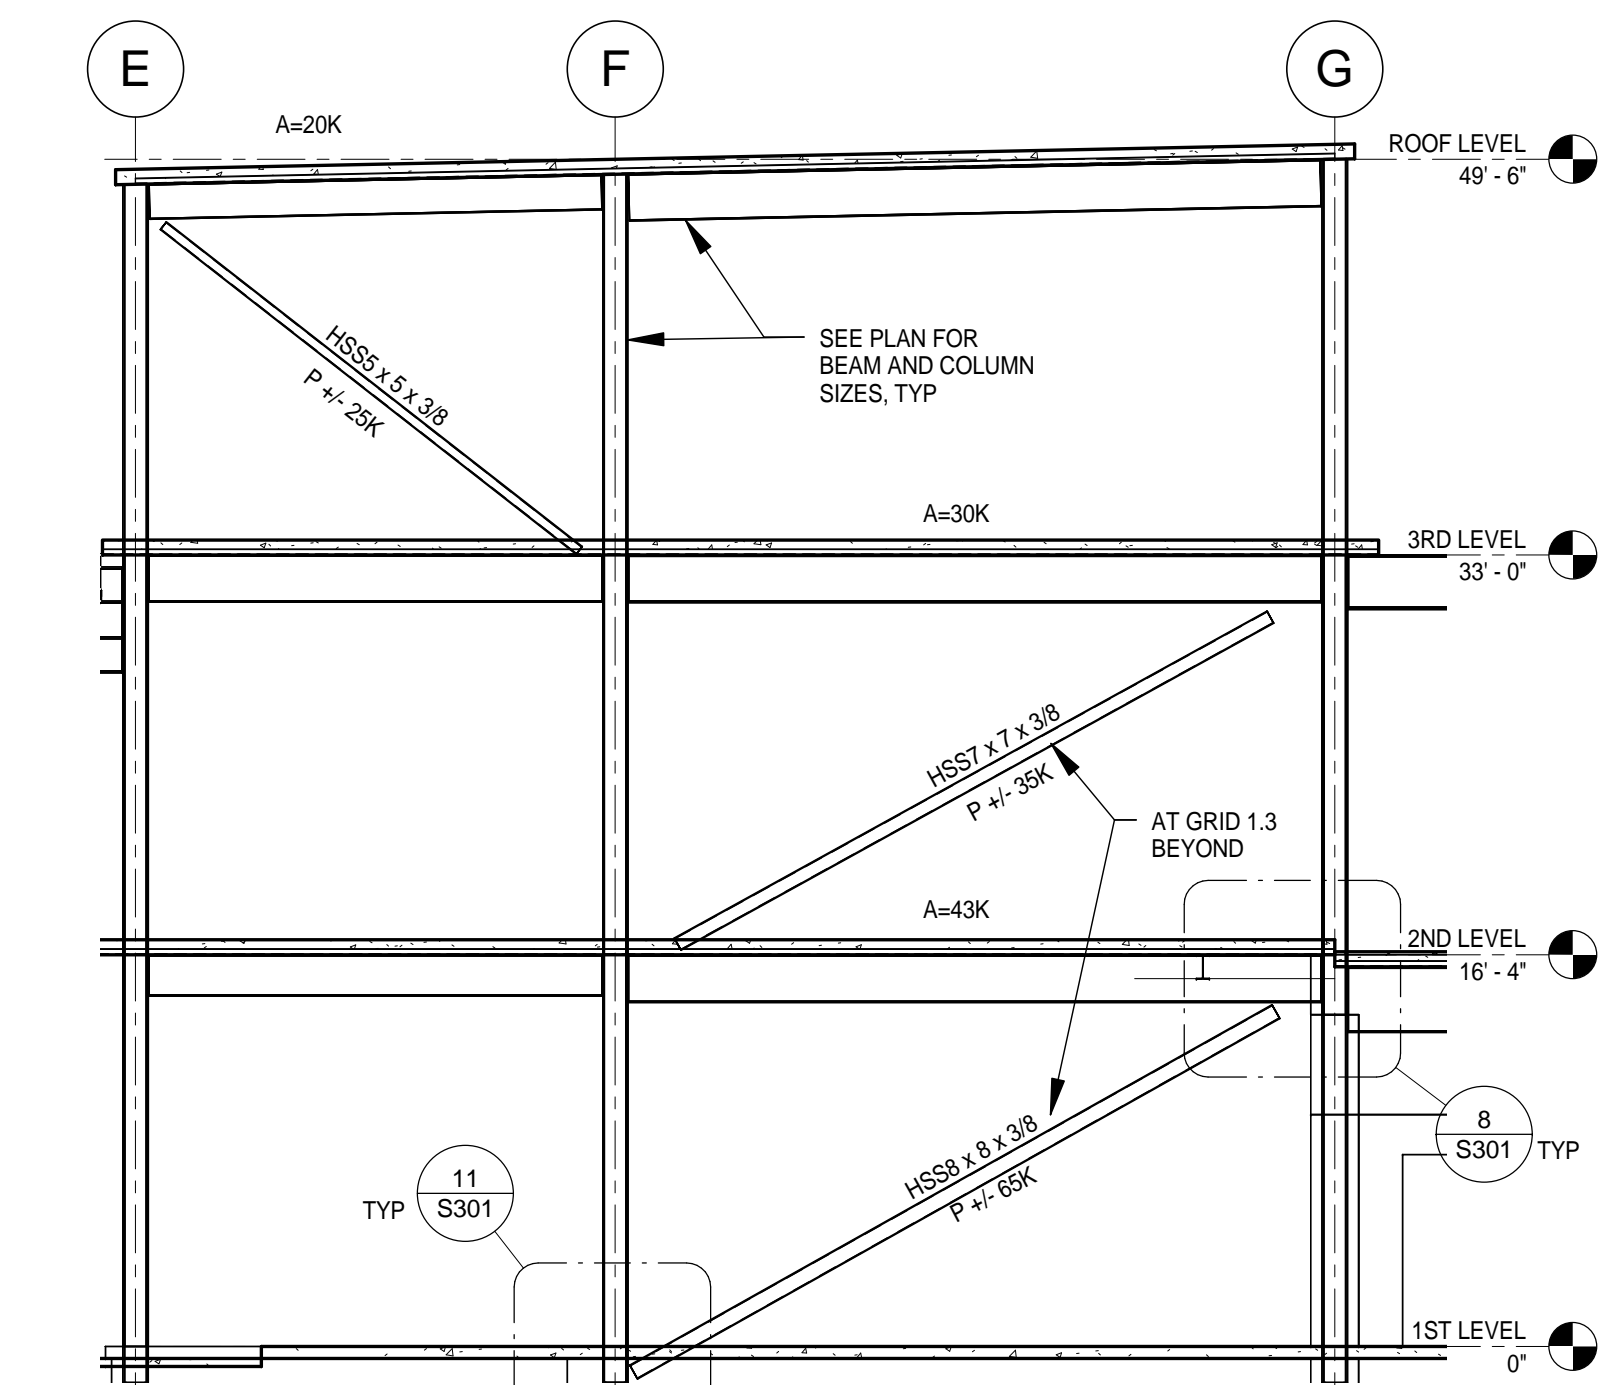 E
F
G
A=20K
ROOF LEVEL
49' - 6"
HSS5 x 5 x 3/8
P +/- 25K
SEE PLAN FOR
BEAM AND COLUMN
SIZES, TYP
A=30K
3RD LEVEL
33' - 0"
HSS7 x 7 x 3/8
P +/- 35K
AT GRID 1.3
BEYOND
A=43K
2ND LEVEL
16' - 4"
HSS8 x 8 x 3/8
P +/- 65K
8
S301
TYP
11
S301
TYP
1ST LEVEL
0"